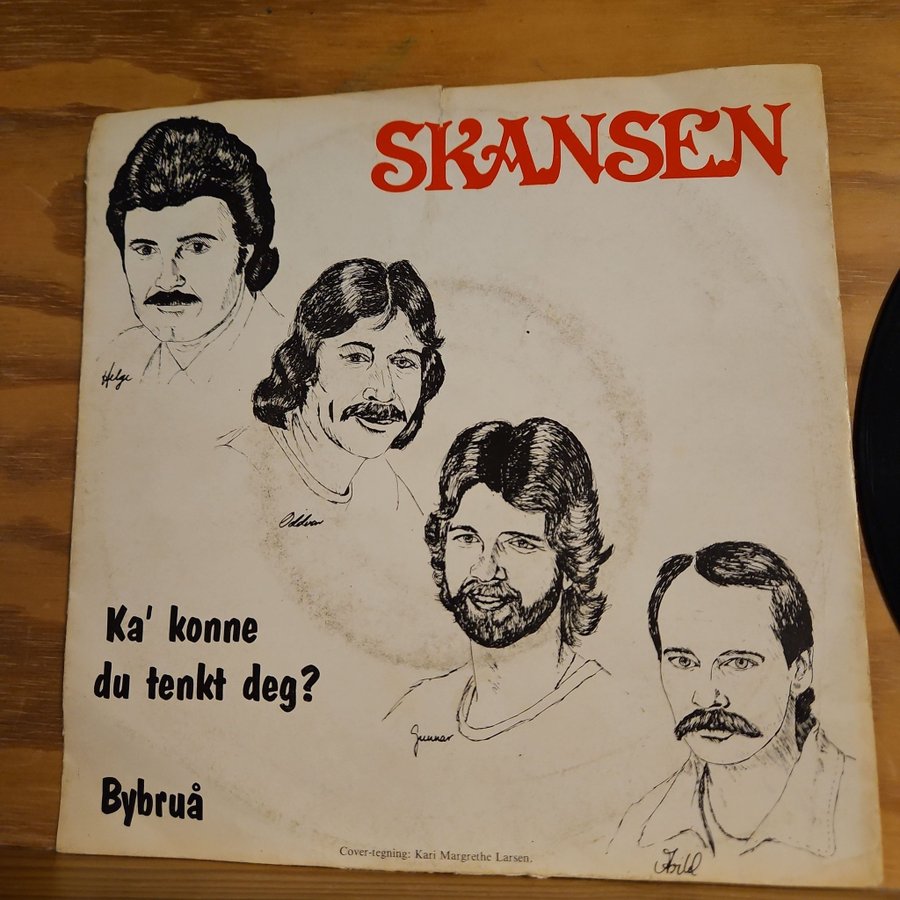 SKANSEN
Helge
Oddvar
Gunnar
Ka' konne
du tenkt deg?
Bybruå
Cover-tegning: Kari Margrethe Larsen.